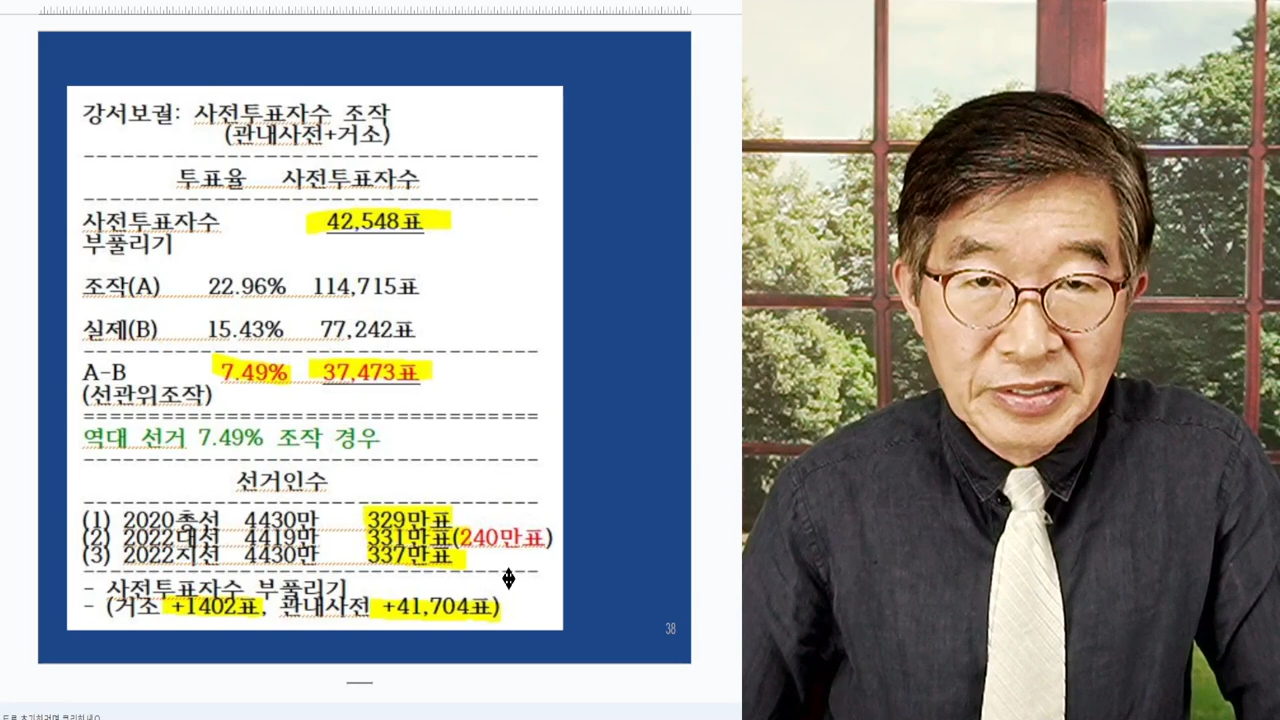 강서보궐: 사전투표자수 조작
(관내사전+거소)
투표율 사전투표자수
사전투표자수 42,548표
부풀리기
조작(A) 22.96% 114,715표
실제(B) 15.43% 77,242표
A-B 7.49% 37,473표
(선관위조작)
역대 선거 7.49% 조작 경우
선거인수
(1) 2020총선 4430만 329만표
(2) 2022대선 4419만 331만표(240만표)
(3) 2022지선 4430만 337만표
- 사전투표자수 부풀리기
- (거소 +1402표, 관내사전 +41,704표)
38